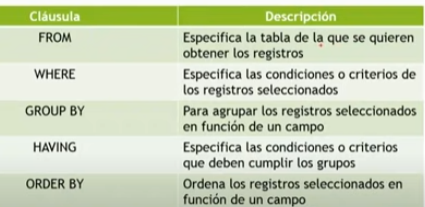 Cláusula Descripción
FROM Especifica la tabla de la que se quieren
obtener los registros
WHERE Especifica las condiciones o criterios de
los registros seleccionados
GROUP BY Para agrupar los registros seleccionados
en función de un campo
HAVING Especifica las condiciones o criterios
que deben cumplir los grupos
ORDER BY Ordena los registros seleccionados en
función de un campo